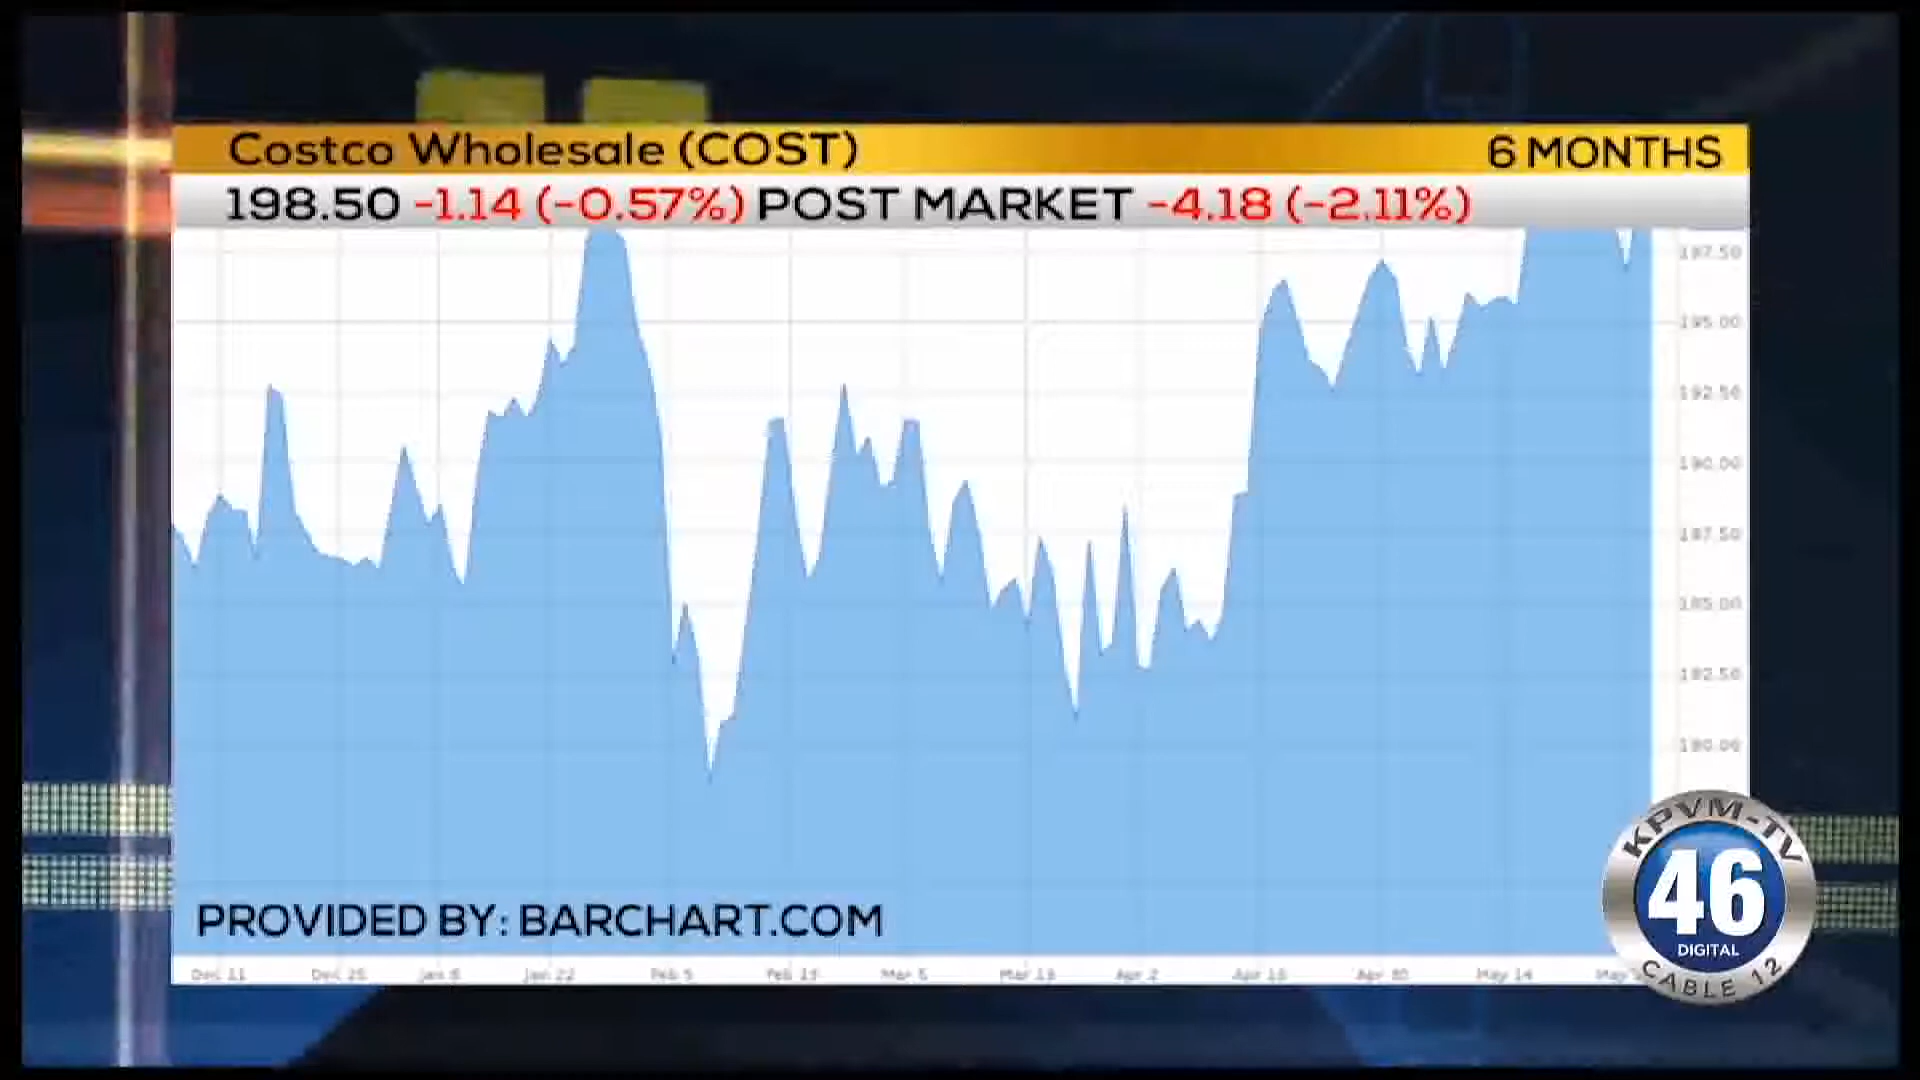 Costco Wholesale (COST)
6 MONTHS
198.50 -1.14 (-0.57%) POST MARKET -4.18 (-2.11%)
197.50
195.00
192.50
190.00
187.50
185.00
182.50
180.00
PROVIDED BY: BARCHART.COM
Dec 11 Dec 26 Jan 8 Jan 22 Feb 5 Feb 19 Mar 5 Mar 19 Apr 2 Apr 16 Apr 30 May 14 May
KPVM-TV
46
DIGITAL
CABLE 12